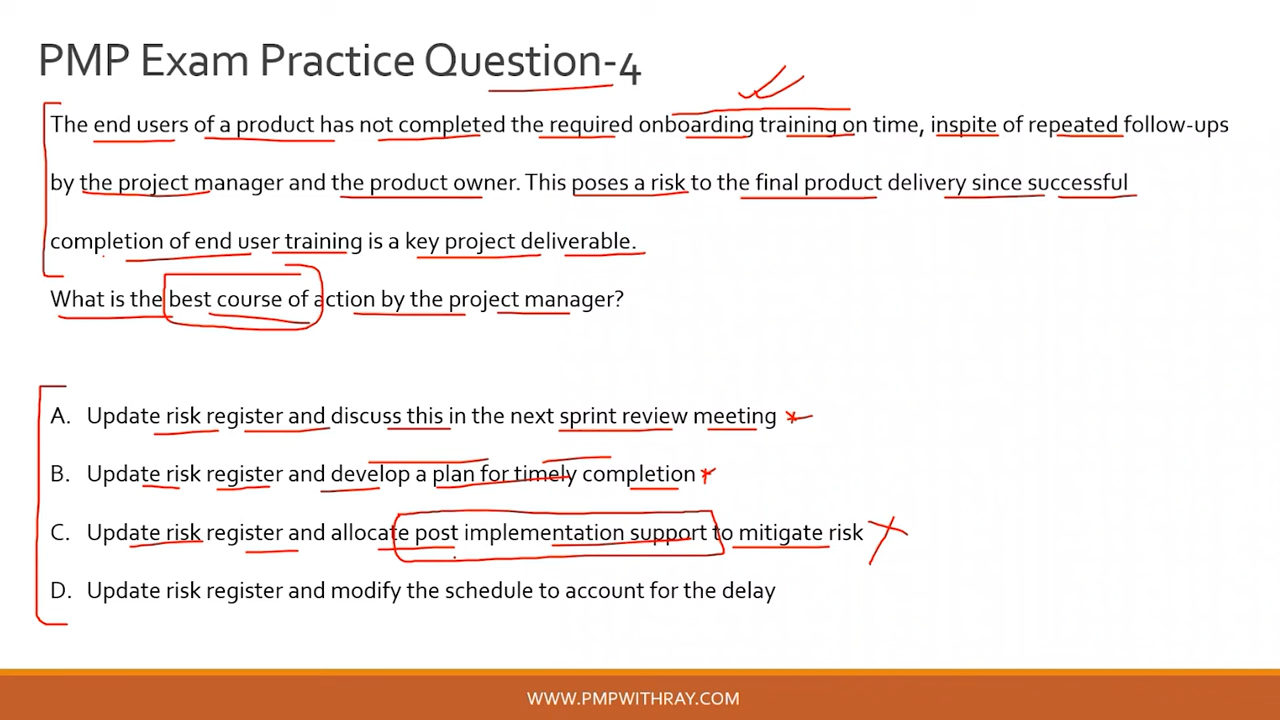 PMP Exam Practice Question-4
The end users of a product has not completed the required onboarding training on time, inspite of repeated follow-ups
by the project manager and the product owner. This poses a risk to the final product delivery since successful
completion of end user training is a key project deliverable.
What is the best course of action by the project manager?
A. Update risk register and discuss this in the next sprint review meeting
B. Update risk register and develop a plan for timely completion
C. Update risk register and allocate post implementation support to mitigate risk
D. Update risk register and modify the schedule to account for the delay
WWW.PMPWITHRAY.COM